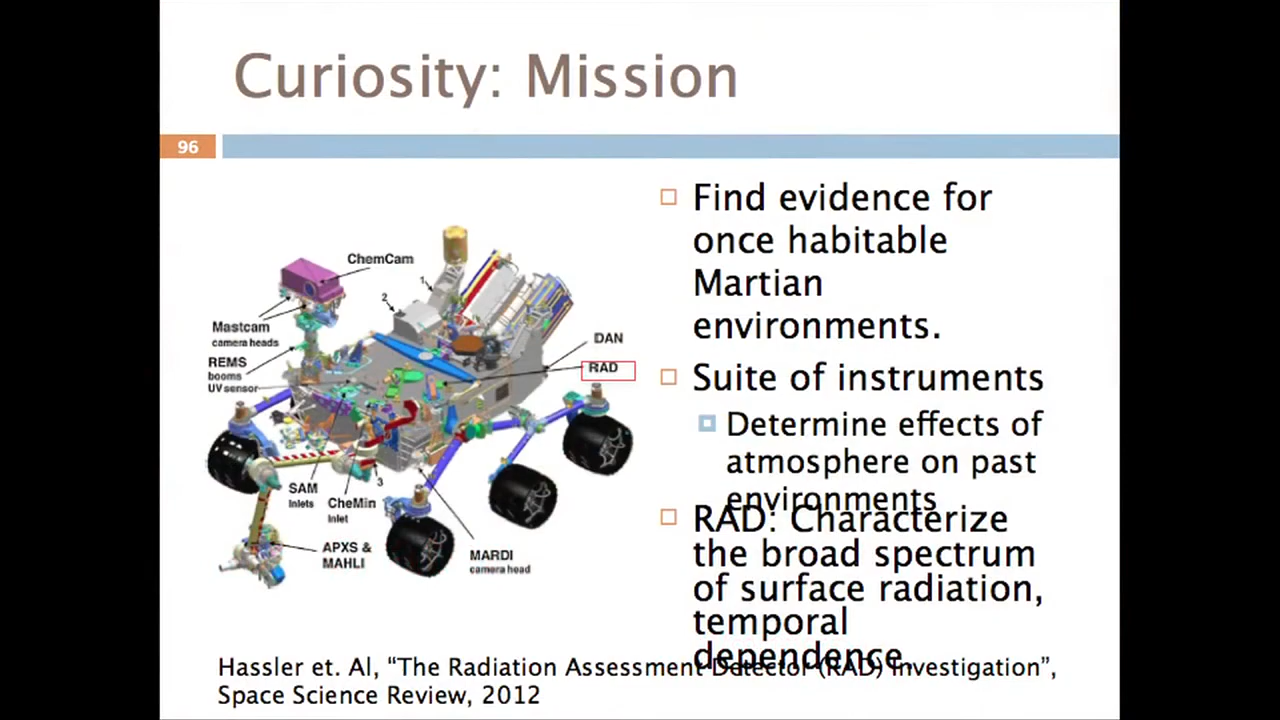 Curiosity: Mission
96
Find evidence for
once habitable
Martian
environments.
Suite of instruments
Determine effects of
atmosphere on past
environments
RAD: Characterize
the broad spectrum
of surface radiation,
temporal
dependence.
ChemCam
1
2
Mastcam
camera heads
REMS
booms
UV sensor
DAN
RAD
SAM
Inlets
CheMin
Inlet
3
APXS &
MAHLI
MARDI
camera head
Hassler et. Al, “The Radiation Assessment Detector (RAD) Investigation”,
Space Science Review, 2012